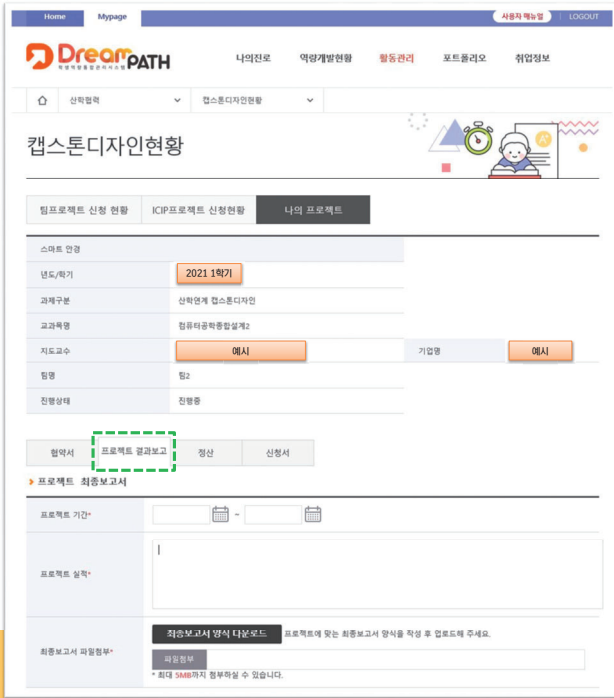 Home Mypage 사용자 매뉴얼 LOGOUT
DreamPATH
학생역량통합관리시스템
나의진로 역량개발현황 활동관리 포트폴리오 취업정보
산학협력 캡스톤디자인현황
캡스톤디자인현황
A+
팀프로젝트 신청 현황 ICIP프로젝트 신청현황 나의 프로젝트
스마트 안경
년도/학기 2021 1학기
과제구분 산학연계 캡스톤디자인
교과목명 컴퓨터공학종합설계2
지도교수 예시 기업명 예시
팀명 팀2
진행상태 진행중
협약서 프로젝트 결과보고 정산 신청서
프로젝트 최종보고서
프로젝트 기간* -
프로젝트 실적*
최종보고서 양식 다운로드 프로젝트에 맞는 최종보고서 양식을 작성 후 업로드해 주세요.
최종보고서 파일첨부*
파일첨부
* 최대 5MB까지 첨부하실 수 있습니다.